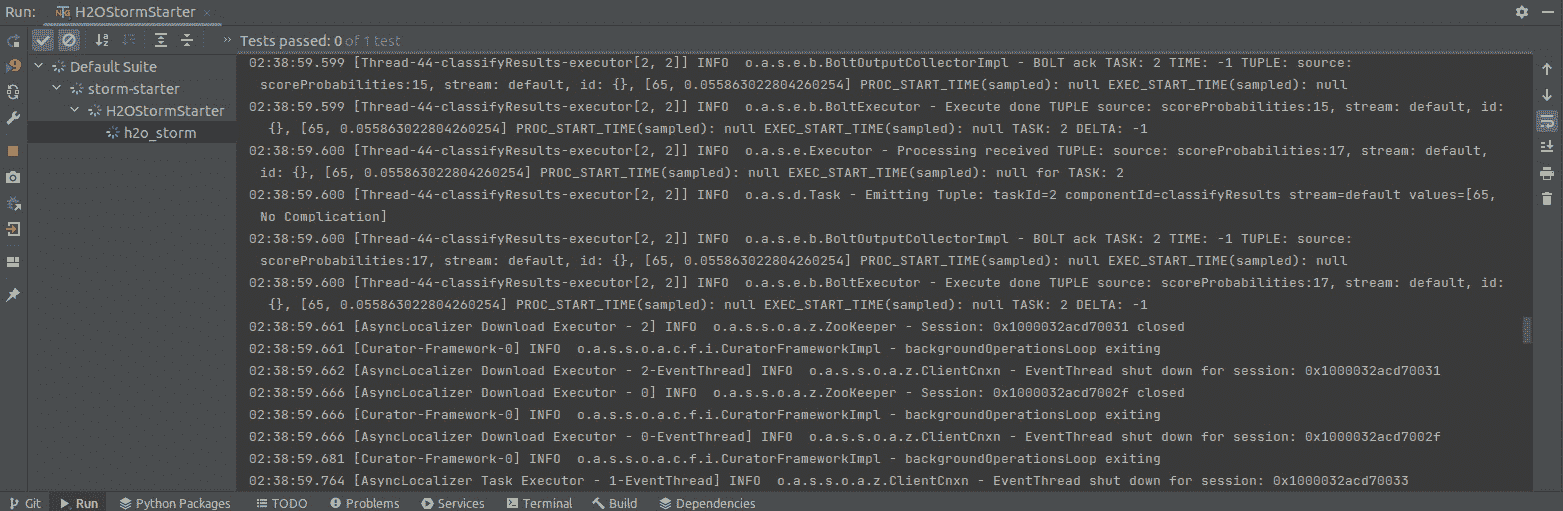 Run: H2OStormStarter
Tests passed: 0 of 1 test
Default Suite
storm-starter
H2OStormStarter
h2o_storm
02:38:59.599 [Thread-44-classifyResults-executor[2, 2]] INFO  o.a.s.e.b.BoltOutputCollectorImpl - BOLT ack TASK: 2 TIME: -1 TUPLE: source:
scoreProbabilities:15, stream: default, id: {}, [65, 0.055863022804260254] PROC_START_TIME(sampled): null EXEC_START_TIME(sampled): null
02:38:59.599 [Thread-44-classifyResults-executor[2, 2]] INFO  o.a.s.e.b.BoltExecutor - Execute done TUPLE source: scoreProbabilities:15, stream: default, id:
{}, [65, 0.055863022804260254] PROC_START_TIME(sampled): null EXEC_START_TIME(sampled): null TASK: 2 DELTA: -1
02:38:59.600 [Thread-44-classifyResults-executor[2, 2]] INFO  o.a.s.e.Executor - Processing received TUPLE: source: scoreProbabilities:17, stream: default,
id: {}, [65, 0.055863022804260254] PROC_START_TIME(sampled): null EXEC_START_TIME(sampled): null for TASK: 2
02:38:59.600 [Thread-44-classifyResults-executor[2, 2]] INFO  o.a.s.d.Task - Emitting Tuple: taskId=2 componentId=classifyResults stream=default values=[65,
No Complication]
02:38:59.600 [Thread-44-classifyResults-executor[2, 2]] INFO  o.a.s.e.b.BoltOutputCollectorImpl - BOLT ack TASK: 2 TIME: -1 TUPLE: source:
scoreProbabilities:17, stream: default, id: {}, [65, 0.055863022804260254] PROC_START_TIME(sampled): null EXEC_START_TIME(sampled): null
02:38:59.600 [Thread-44-classifyResults-executor[2, 2]] INFO  o.a.s.e.b.BoltExecutor - Execute done TUPLE source: scoreProbabilities:17, stream: default, id:
{}, [65, 0.055863022804260254] PROC_START_TIME(sampled): null EXEC_START_TIME(sampled): null TASK: 2 DELTA: -1
02:38:59.661 [AsyncLocalizer Download Executor - 2] INFO  o.a.s.s.o.a.z.ZooKeeper - Session: 0x1000032acd70031 closed
02:38:59.661 [Curator-Framework-0] INFO  o.a.s.s.o.a.c.f.i.CuratorFrameworkImpl - backgroundOperationsLoop exiting
02:38:59.662 [AsyncLocalizer Download Executor - 2-EventThread] INFO  o.a.s.s.o.a.z.ClientCnxn - EventThread shut down for session: 0x1000032acd70031
02:38:59.666 [AsyncLocalizer Download Executor - 0] INFO  o.a.s.s.o.a.z.ZooKeeper - Session: 0x1000032acd7002f closed
02:38:59.666 [Curator-Framework-0] INFO  o.a.s.s.o.a.c.f.i.CuratorFrameworkImpl - backgroundOperationsLoop exiting
02:38:59.666 [AsyncLocalizer Download Executor - 0-EventThread] INFO  o.a.s.s.o.a.z.ClientCnxn - EventThread shut down for session: 0x1000032acd7002f
02:38:59.681 [Curator-Framework-0] INFO  o.a.s.s.o.a.c.f.i.CuratorFrameworkImpl - backgroundOperationsLoop exiting
02:38:59.764 [AsyncLocalizer Task Executor - 1-EventThread] INFO  o.a.s.s.o.a.z.ClientCnxn - EventThread shut down for session: 0x1000032acd70033
Git Run Python Packages TODO Problems Services Terminal Build Dependencies